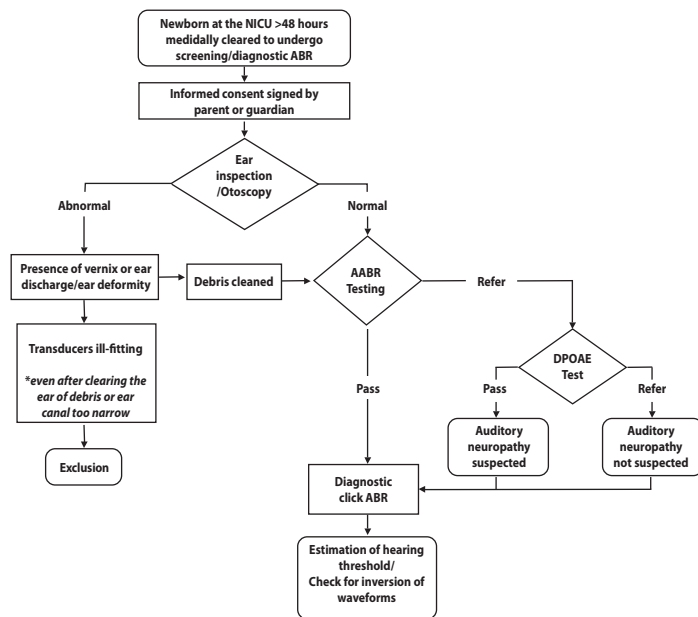 Newborn at the NICU >48 hours
medidally cleared to undergo
screening/diagnostic ABR
Informed consent signed by
parent or guardian
Ear
inspection
/Otoscopy
Abnormal
Normal
Presence of vernix or ear
discharge/ear deformity
Debris cleaned
AABR
Testing
Refer
Transducers ill-fitting
*even after clearing the
ear of debris or ear
canal too narrow
Exclusion
Pass
DPOAE
Test
Pass
Refer
Auditory
neuropathy
suspected
Auditory
neuropathy
not suspected
Diagnostic
click ABR
Estimation of hearing
threshold/
Check for inversion of
waveforms